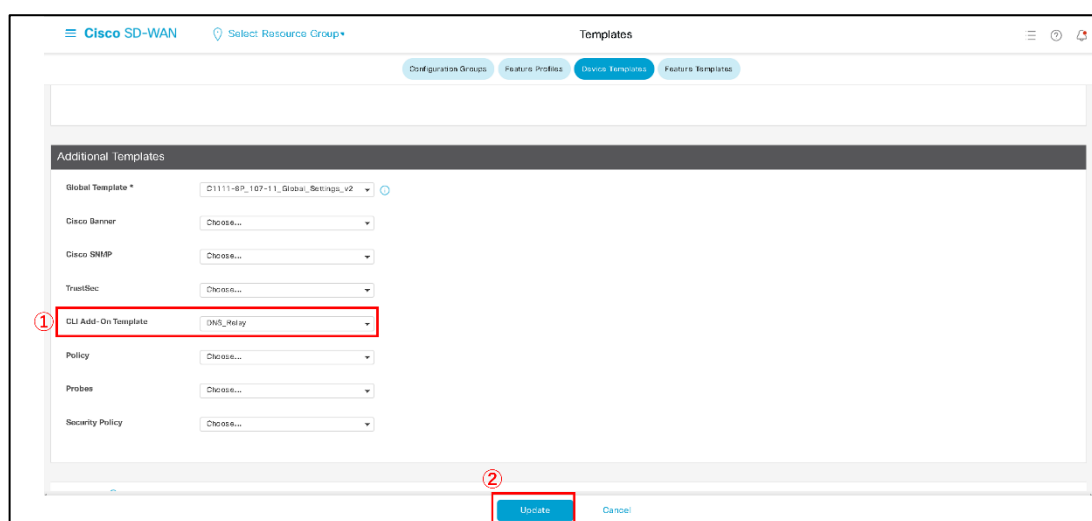 Cisco SD-WAN
Select Resource Group
Templates
Configuration Groups
Feature Profiles
Device Templates
Feature Templates
Additional Templates
Global Template *
C1111-8P_107-11_Global_Settings_v2
Cisco Banner
Choose...
Cisco SNMP
Choose...
TrustSec
Choose...
①
CLI Add-On Template
DNS_Relay
Policy
Choose...
Probes
Choose...
Security Policy
Choose...
②
Update
Cancel